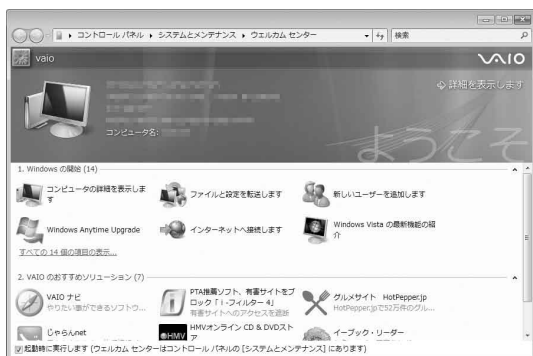 コントロール パネル ▸ システムとメンテナンス ▸ ウェルカム センター
検索
vaio
VAIO
詳細を表示します
コンピュータ名:
ようこそ
1. Windows の開始 (14)
コンピュータの詳細を表示します
ファイルと設定を転送します
新しいユーザーを追加します
Windows Anytime Upgrade
インターネットへ接続します
Windows Vista の最新機能の紹介
すべての 14 個の項目の表示...
2. VAIO のおすすめソリューション (7)
VAIO ナビ
やりたい事ができるソフトウ...
PTA推薦ソフト、有害サイトをブロック「i -フィルター 4」
有害サイトへのアクセスを遮断
グルメサイト HotPepper.jp
HotPepper.jpで52万件のグル...
じゃらんnet
@HMV
HMVオンライン CD & DVDストア
イーブック・リーダー
起動時に実行します (ウェルカム センターはコントロール パネルの [システムとメンテナンス] にあります)